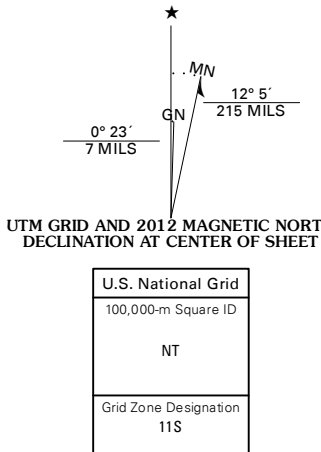 MN
GN
12° 5´
215 MILS
0° 23´
7 MILS
UTM GRID AND 2012 MAGNETIC NORT
DECLINATION AT CENTER OF SHEET
U.S. National Grid
100,000-m Square ID
NT
Grid Zone Designation
11S